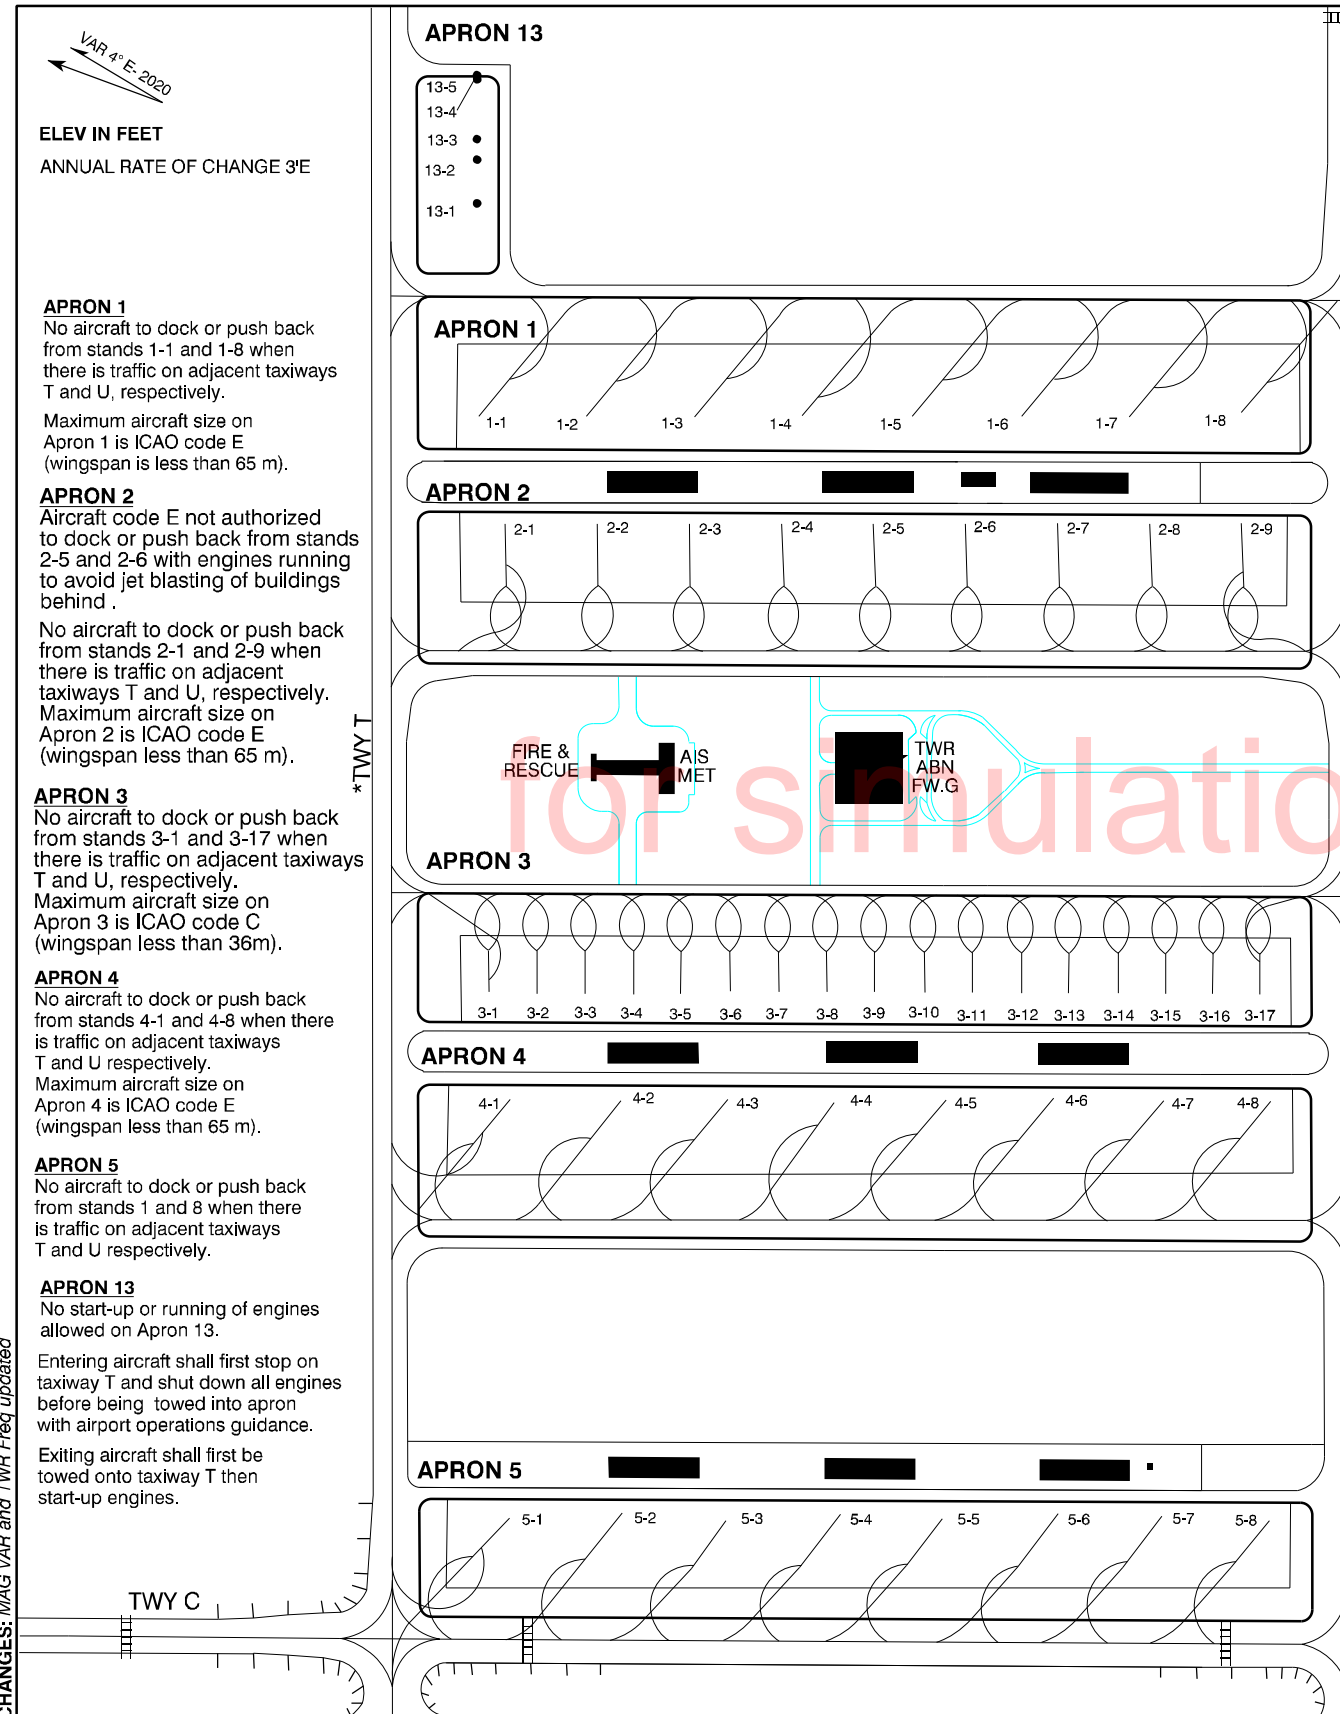 VAR 4° E- 2020
ELEV IN FEET
ANNUAL RATE OF CHANGE 3'E
APRON 1
No aircraft to dock or push back
from stands 1-1 and 1-8 when
there is traffic on adjacent taxiways
T and U, respectively.
Maximum aircraft size on
Apron 1 is ICAO code E
(wingspan is less than 65 m).
APRON 2
Aircraft code E not authorized
to dock or push back from stands
2-5 and 2-6 with engines running
to avoid jet blasting of buildings
behind .
No aircraft to dock or push back
from stands 2-1 and 2-9 when
there is traffic on adjacent
taxiways T and U, respectively.
Maximum aircraft size on
Apron 2 is ICAO code E
(wingspan less than 65 m).
APRON 3
No aircraft to dock or push back
from stands 3-1 and 3-17 when
there is traffic on adjacent taxiways
T and U, respectively.
Maximum aircraft size on
Apron 3 is ICAO code C
(wingspan less than 36m).
APRON 4
No aircraft to dock or push back
from stands 4-1 and 4-8 when there
is traffic on adjacent taxiways
T and U respectively.
Maximum aircraft size on
Apron 4 is ICAO code E
(wingspan less than 65 m).
APRON 5
No aircraft to dock or push back
from stands 1 and 8 when there
is traffic on adjacent taxiways
T and U respectively.
APRON 13
No start-up or running of engines
allowed on Apron 13.
Entering aircraft shall first stop on
taxiway T and shut down all engines
before being towed into apron
with airport operations guidance.
Exiting aircraft shall first be
towed onto taxiway T then
start-up engines.
CHANGES: MAG VAR and TWR Freq updated
*TWY T
TWY C
APRON 13
13-5
13-4
13-3
13-2
13-1
APRON 1
1-1 1-2 1-3 1-4 1-5 1-6 1-7 1-8
APRON 2
2-1 2-2 2-3 2-4 2-5 2-6 2-7 2-8 2-9
FIRE &
RESCUE
AIS
MET
TWR
ABN
FW.G
for simulatio
APRON 3
3-1 3-2 3-3 3-4 3-5 3-6 3-7 3-8 3-9 3-10 3-11 3-12 3-13 3-14 3-15 3-16 3-17
APRON 4
4-1 4-2 4-3 4-4 4-5 4-6 4-7 4-8
APRON 5
5-1 5-2 5-3 5-4 5-5 5-6 5-7 5-8